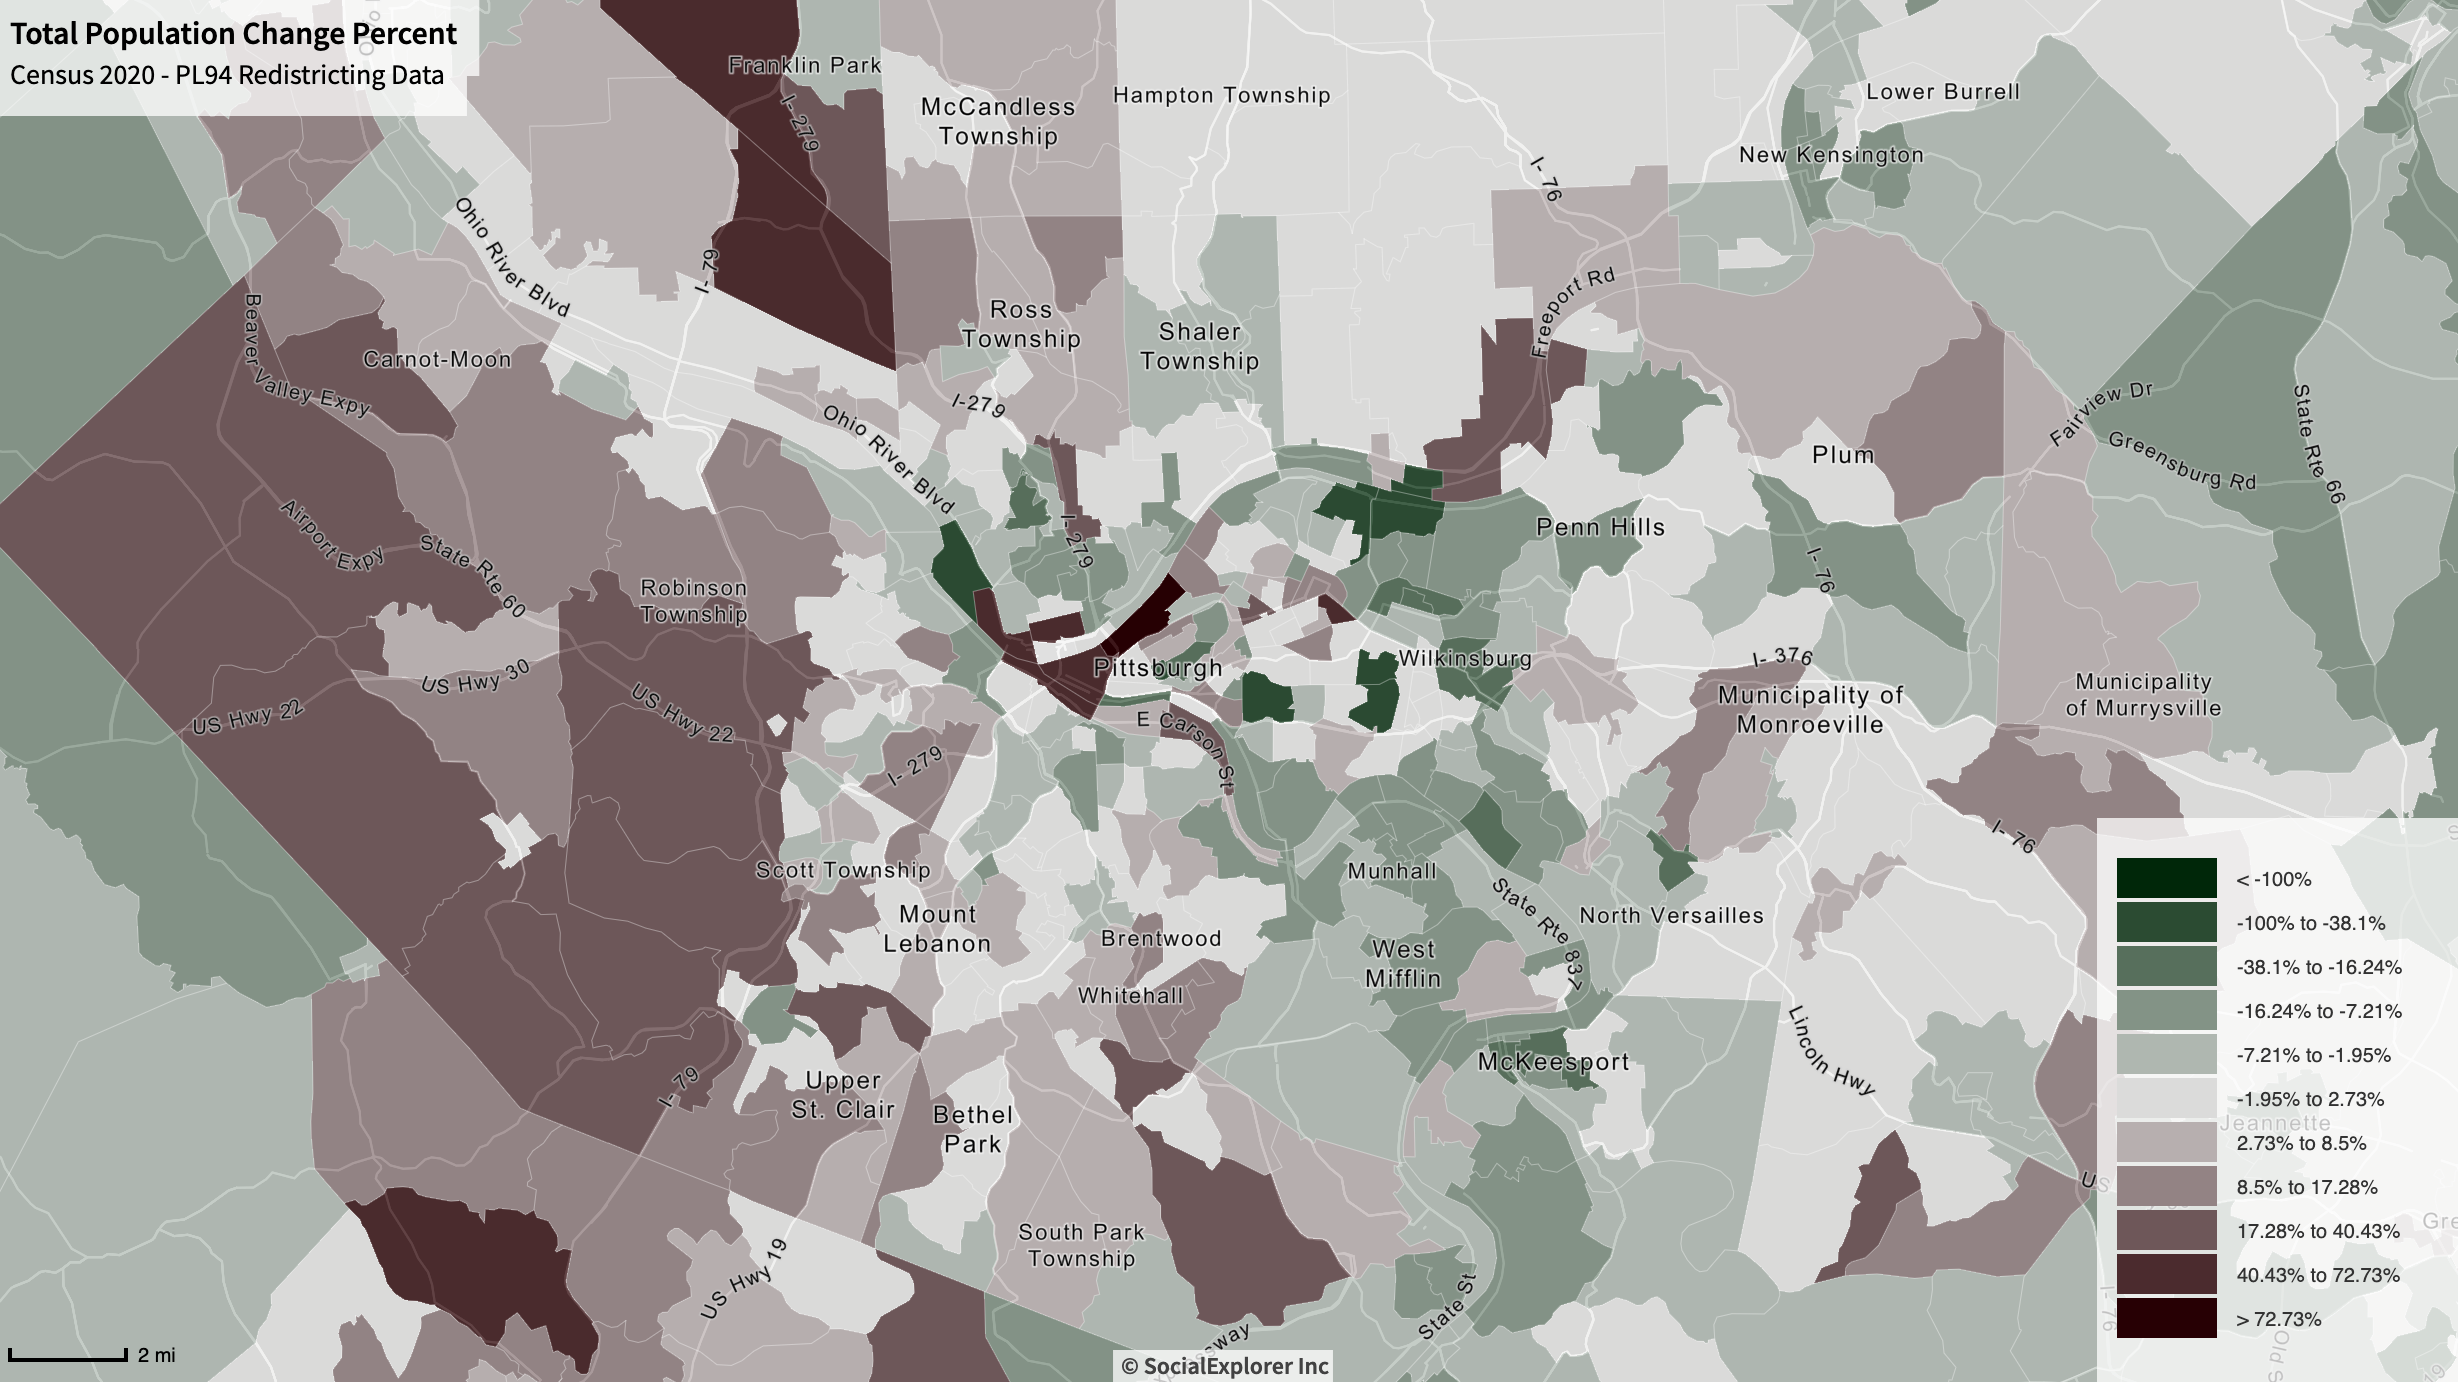 Total Population Change Percent
Census 2020 - PL94 Redistricting Data
Franklin Park
I- 279
McCandless
Township
Hampton Township
Lower Burrell
New Kensington
I- 76
Ohio River Blvd
I- 79
Freeport Rd
Beaver Valley Expy
Carnot-Moon
Ross
Township
Shaler
Township
I-279
Ohio River Blvd
Plum
Fairview Dr
Greensburg Rd
State Rte 66
Airport Expy
State Rte 60
I- 279
Penn Hills
I- 76
Robinson
Township
US Hwy 30
US Hwy 22
US Hwy 22
Pittsburgh
Wilkinsburg
I- 376
Municipality of
Monroeville
Municipality
of Murrysville
E Carson St
I- 279
Scott Township
Munhall
I- 76
Mount
Lebanon
Brentwood
State Rte 837
North Versailles
West
Mifflin
Whitehall
McKeesport
Lincoln Hwy
I- 79
Upper
St. Clair
Bethel
Park
South Park
Township
US Hwy 19
State St
Jeannette
US
Gre
I- 76
< -100%
-100% to -38.1%
-38.1% to -16.24%
-16.24% to -7.21%
-7.21% to -1.95%
-1.95% to 2.73%
2.73% to 8.5%
8.5% to 17.28%
17.28% to 40.43%
40.43% to 72.73%
> 72.73%
2 mi
© SocialExplorer Inc